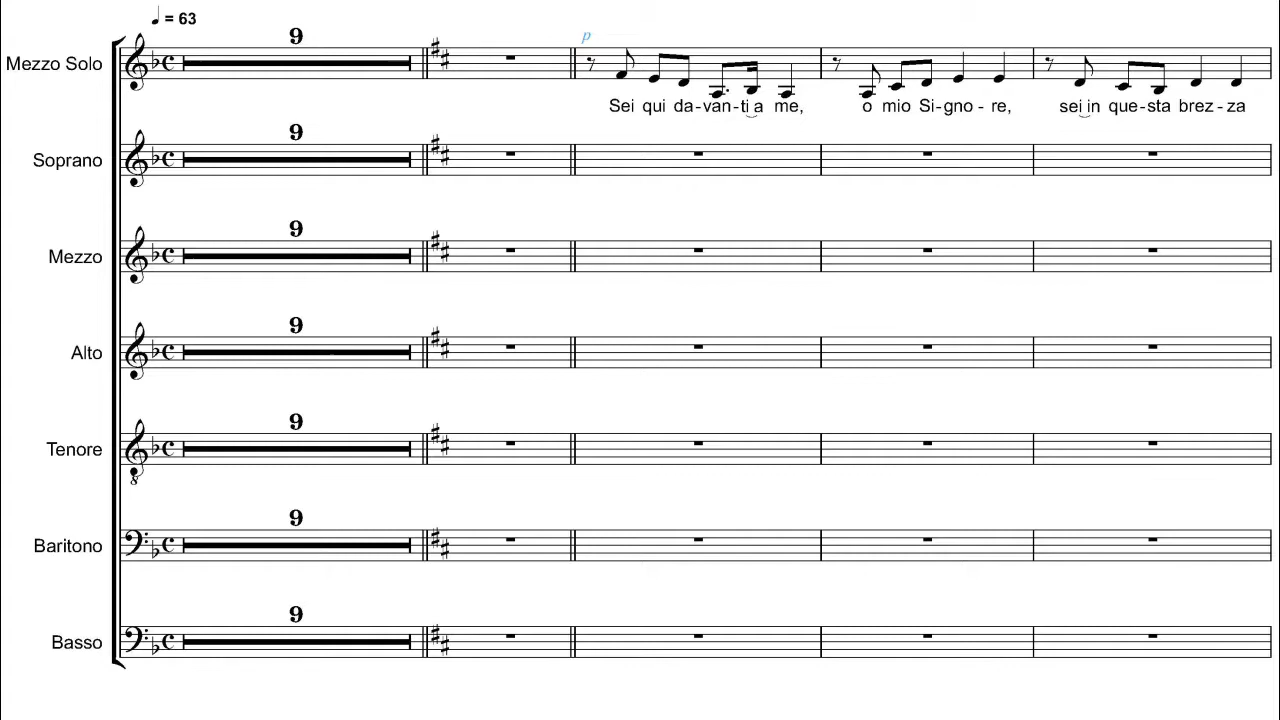 ♩ = 63
Mezzo Solo 9
p
Sei qui da-van-ti a me, o mio Si-gno-re, sei in que-sta brez-za
Soprano 9
Mezzo 9
Alto 9
Tenore 9
8
Baritono 9
Basso 9